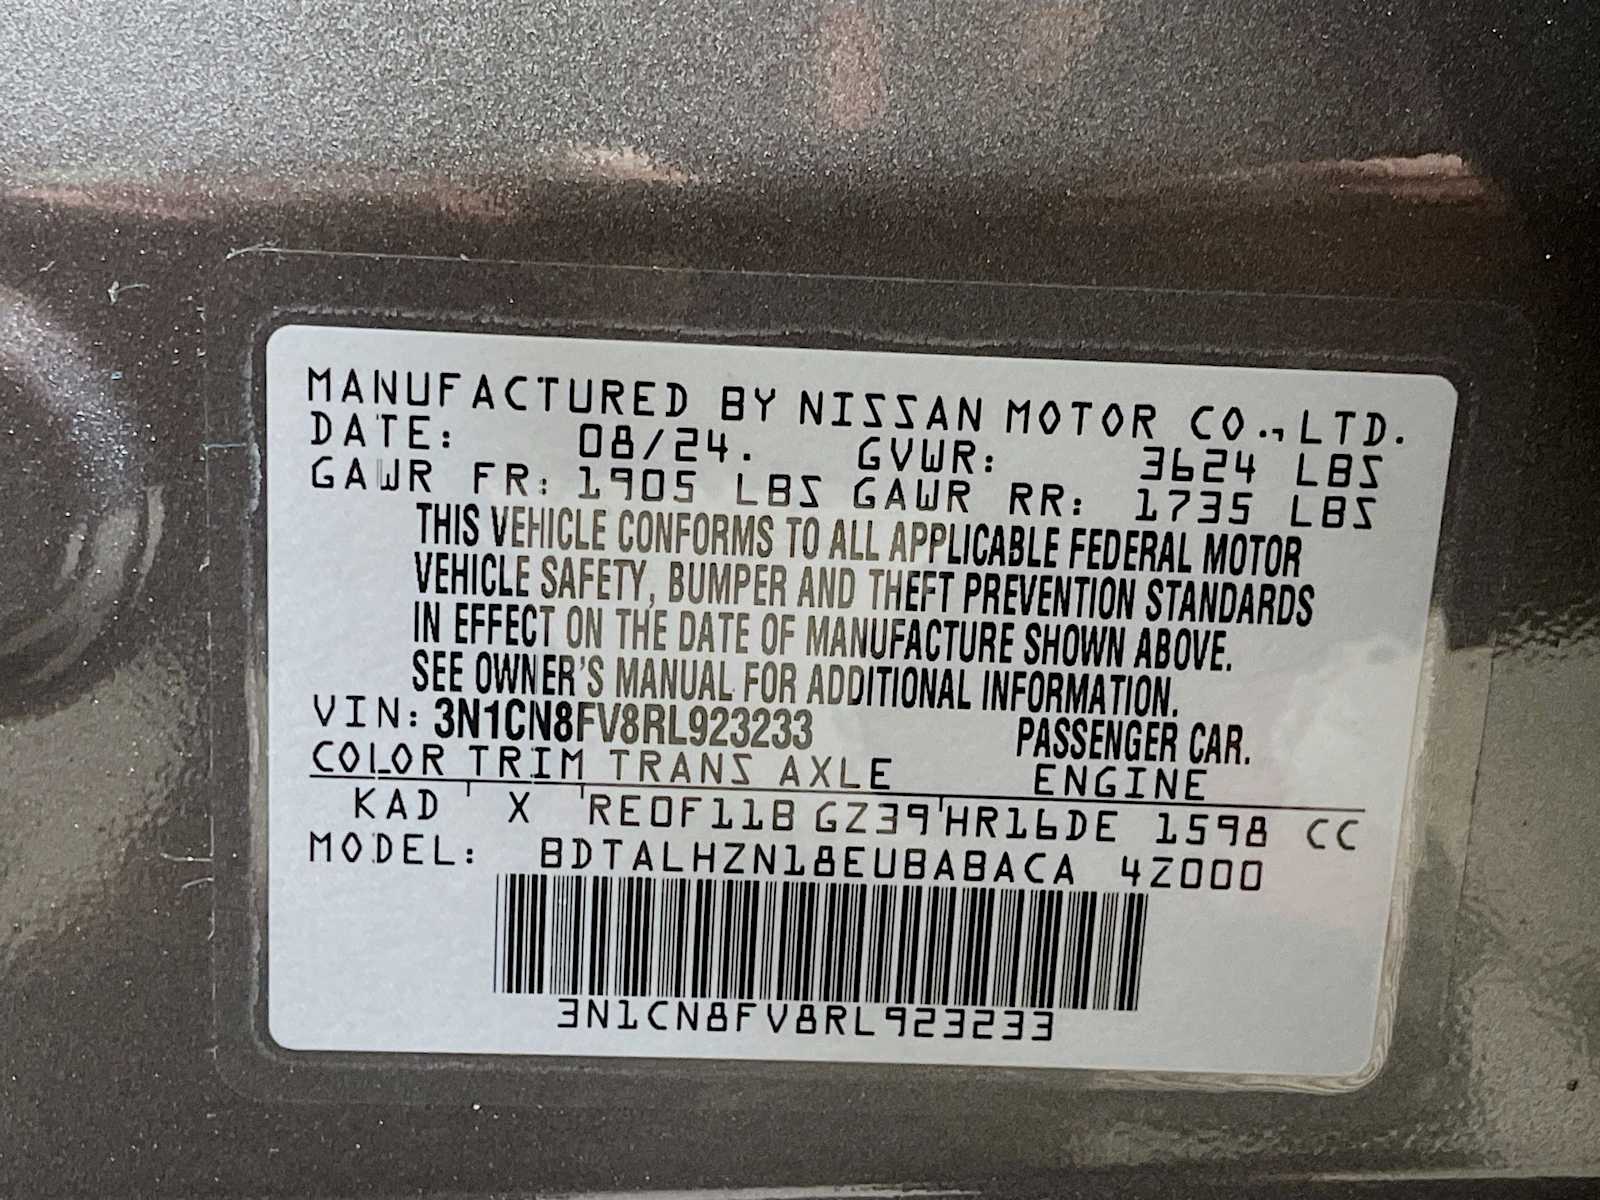 MANUFACTURED BY NISSAN MOTOR CO.,LTD.
DATE: 08/24. GVWR: 3624 LBS
GAWR FR: 1905 LBS GAWR RR: 1735 LBS
THIS VEHICLE CONFORMS TO ALL APPLICABLE FEDERAL MOTOR
VEHICLE SAFETY, BUMPER AND THEFT PREVENTION STANDARDS
IN EFFECT ON THE DATE OF MANUFACTURE SHOWN ABOVE.
SEE OWNER'S MANUAL FOR ADDITIONAL INFORMATION.
VIN: 3N1CN8FV8RL923233 PASSENGER CAR.
COLOR TRIM TRANS AXLE ENGINE
KAD X RE0F11B GZ39 HR16DE 1598 CC
MODEL: BDTALHZN18EUBABACA 4Z000
3N1CN8FV8RL923233